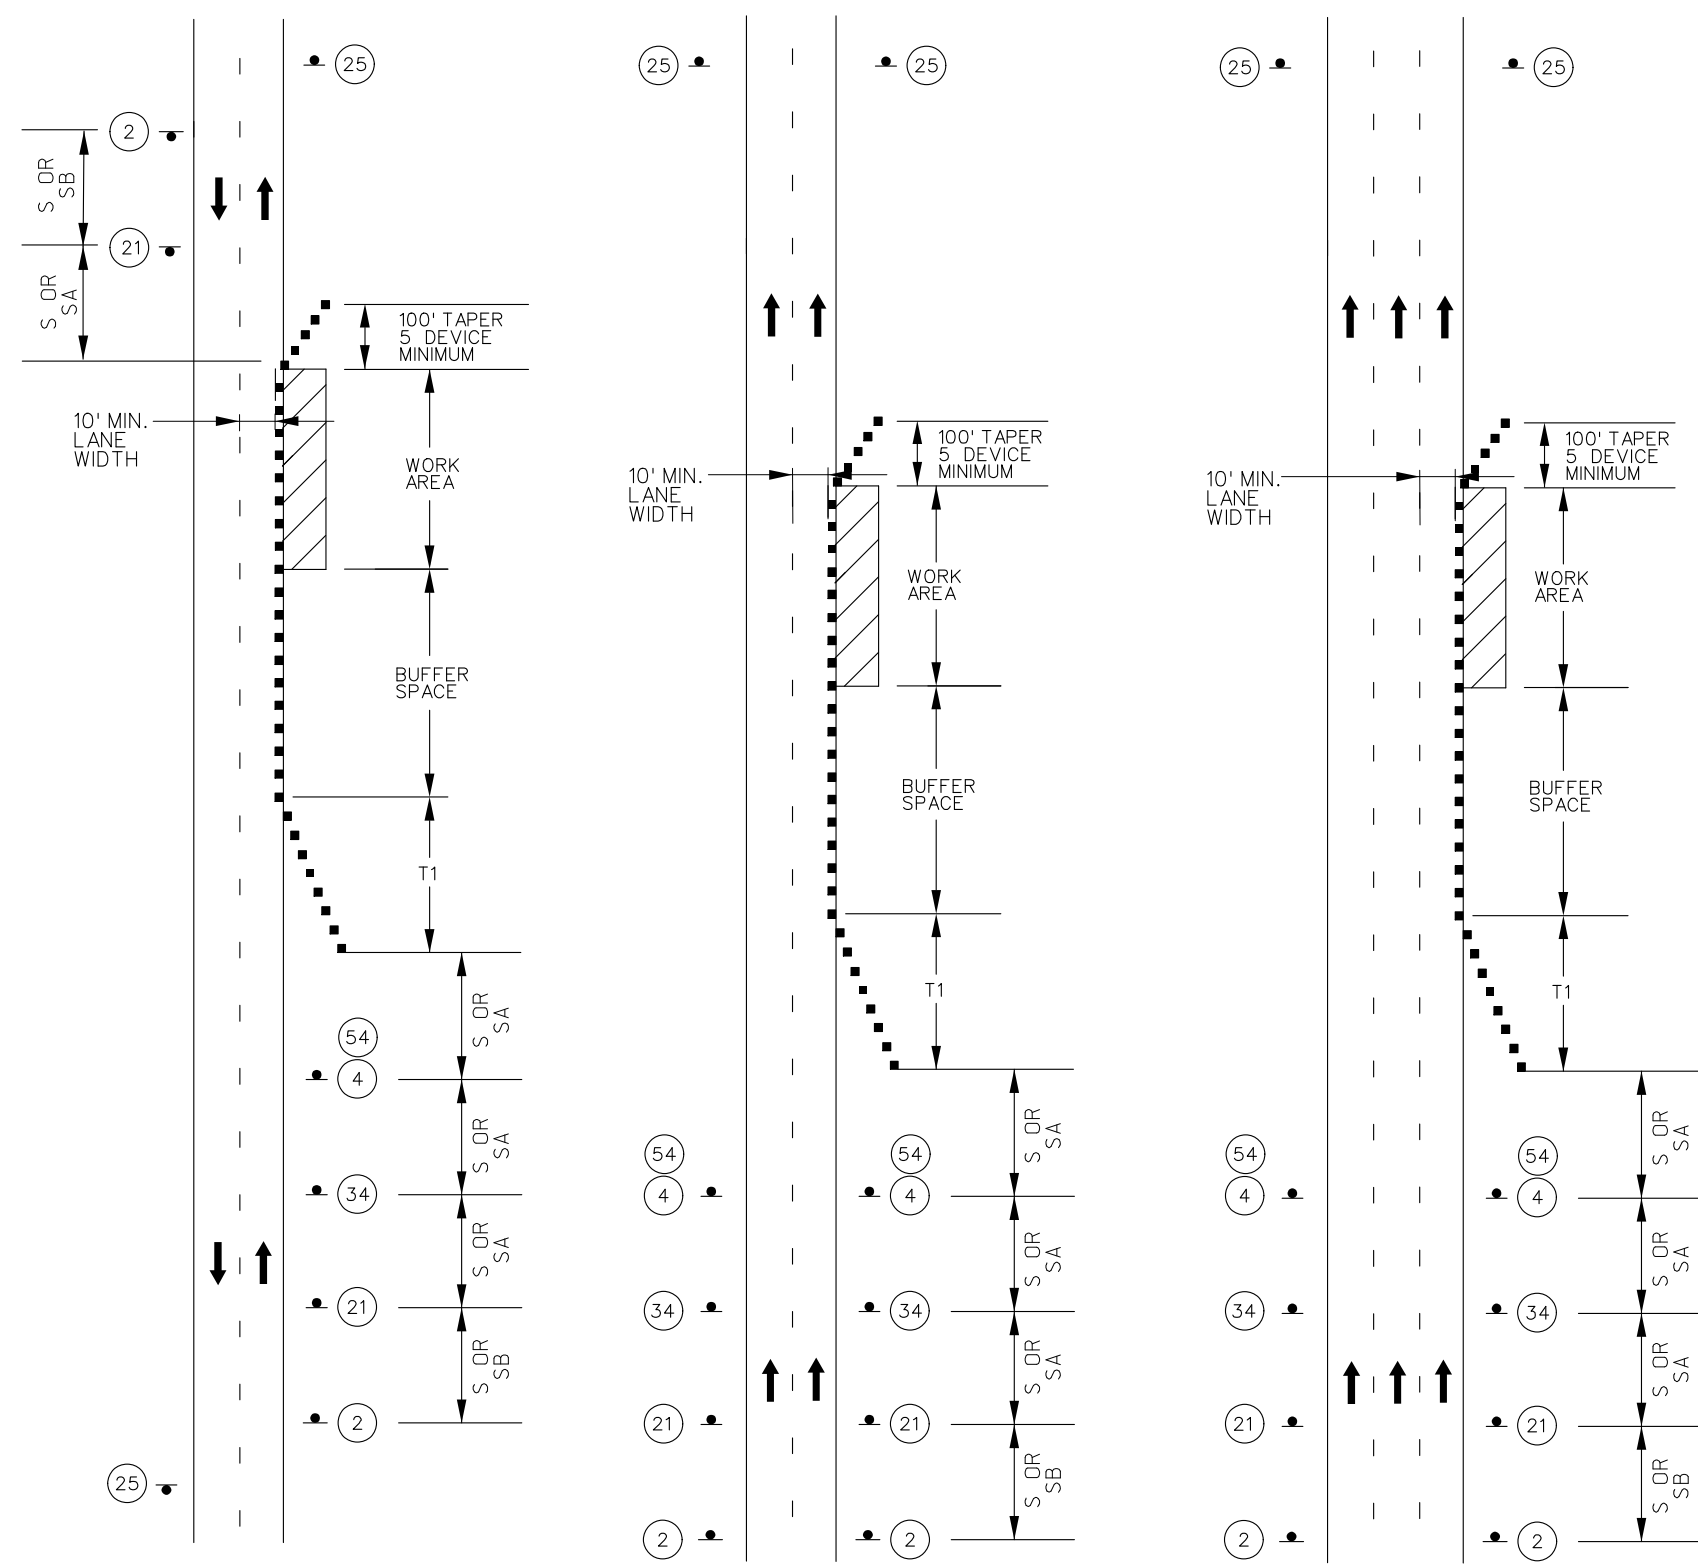 25
2
S OR
SB
21
S OR
SA
100' TAPER
5 DEVICE
MINIMUM
10' MIN.
LANE
WIDTH
WORK
AREA
BUFFER
SPACE
T1
S OR
SA
54
4
S OR
SA
34
S OR
SA
21
S OR
SB
2
25
25
25
100' TAPER
5 DEVICE
MINIMUM
10' MIN.
LANE
WIDTH
WORK
AREA
BUFFER
SPACE
T1
S OR
SA
54
54
4
4
S OR
SA
34
34
S OR
SA
21
21
S OR
SB
2
2
25
25
100' TAPER
5 DEVICE
MINIMUM
10' MIN.
LANE
WIDTH
WORK
AREA
BUFFER
SPACE
T1
S OR
SA
54
54
4
4
S OR
SA
34
34
S OR
SA
21
21
S OR
SB
2
2